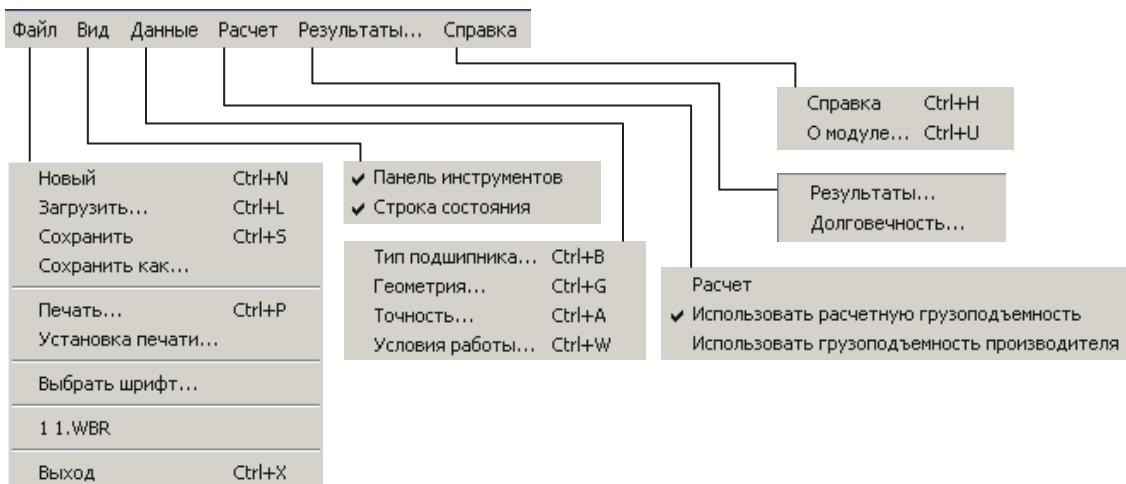 Файл Вид Данные Расчет Результаты... Справка
Справка Ctrl+H
О модуле... Ctrl+U
Новый Ctrl+N
Загрузить... Ctrl+L
Сохранить Ctrl+S
Сохранить как...
Печать... Ctrl+P
Установка печати...
Выбрать шрифт...
1 1.WBR
Выход Ctrl+X
Панель инструментов
Строка состояния
Тип подшипника... Ctrl+B
Геометрия... Ctrl+G
Точность... Ctrl+A
Условия работы... Ctrl+W
Результаты...
Долговечность...
Расчет
Использовать расчетную грузоподъемность
Использовать грузоподъемность производителя